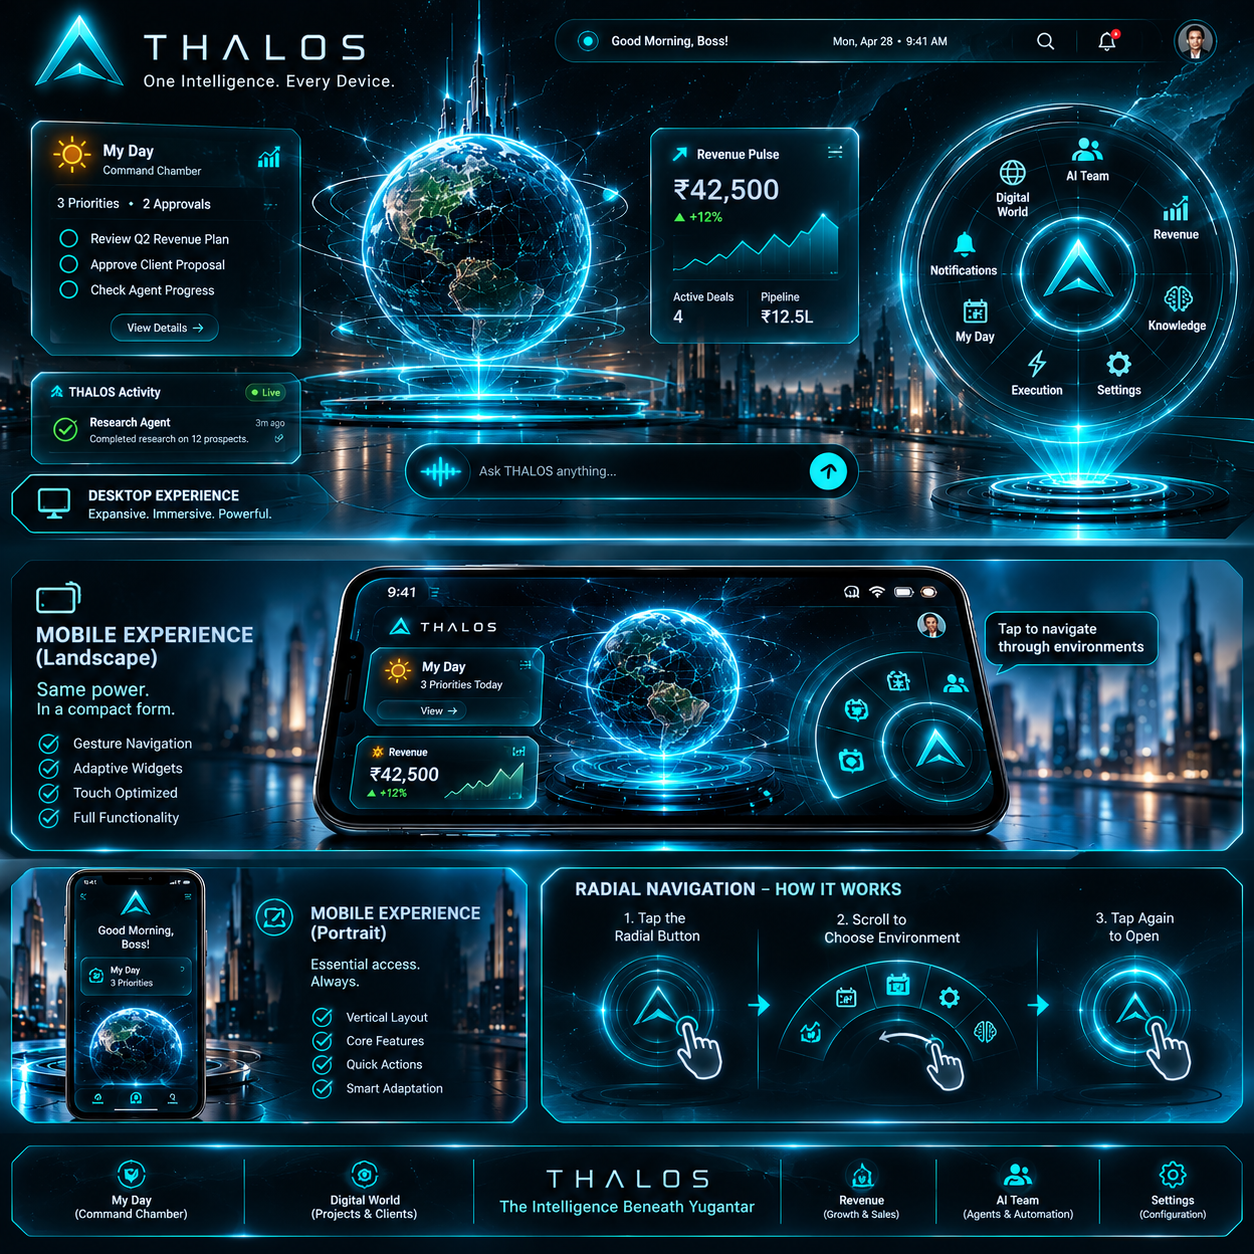 THALOS
One Intelligence. Every Device.
Good Morning, Boss!
Mon, Apr 28 • 9:41 AM
My Day
Command Chamber
3 Priorities • 2 Approvals
Review Q2 Revenue Plan
Approve Client Proposal
Check Agent Progress
View Details →
THALOS Activity
Live
Research Agent
3m ago
Completed research on 12 prospects.
Revenue Pulse
₹42,500
▲ +12%
Active Deals
4
Pipeline
₹12.5L
AI Team
Digital
World
Revenue
Notifications
Knowledge
My Day
Execution
Settings
Ask THALOS anything...
DESKTOP EXPERIENCE
Expansive. Immersive. Powerful.
MOBILE EXPERIENCE
(Landscape)
Same power.
In a compact form.
Gesture Navigation
Adaptive Widgets
Touch Optimized
Full Functionality
9:41
THALOS
My Day
3 Priorities Today
View →
Revenue
₹42,500
▲ +12%
Tap to navigate
through environments
9:41
Good Morning,
Boss!
My Day
3 Priorities
MOBILE EXPERIENCE
(Portrait)
Essential access.
Always.
Vertical Layout
Core Features
Quick Actions
Smart Adaptation
RADIAL NAVIGATION – HOW IT WORKS
1. Tap the
Radial Button
2. Scroll to
Choose Environment
3. Tap Again
to Open
My Day
(Command Chamber)
Digital World
(Projects & Clients)
THALOS
The Intelligence Beneath Yugantar
Revenue
(Growth & Sales)
AI Team
(Agents & Automation)
Settings
(Configuration)